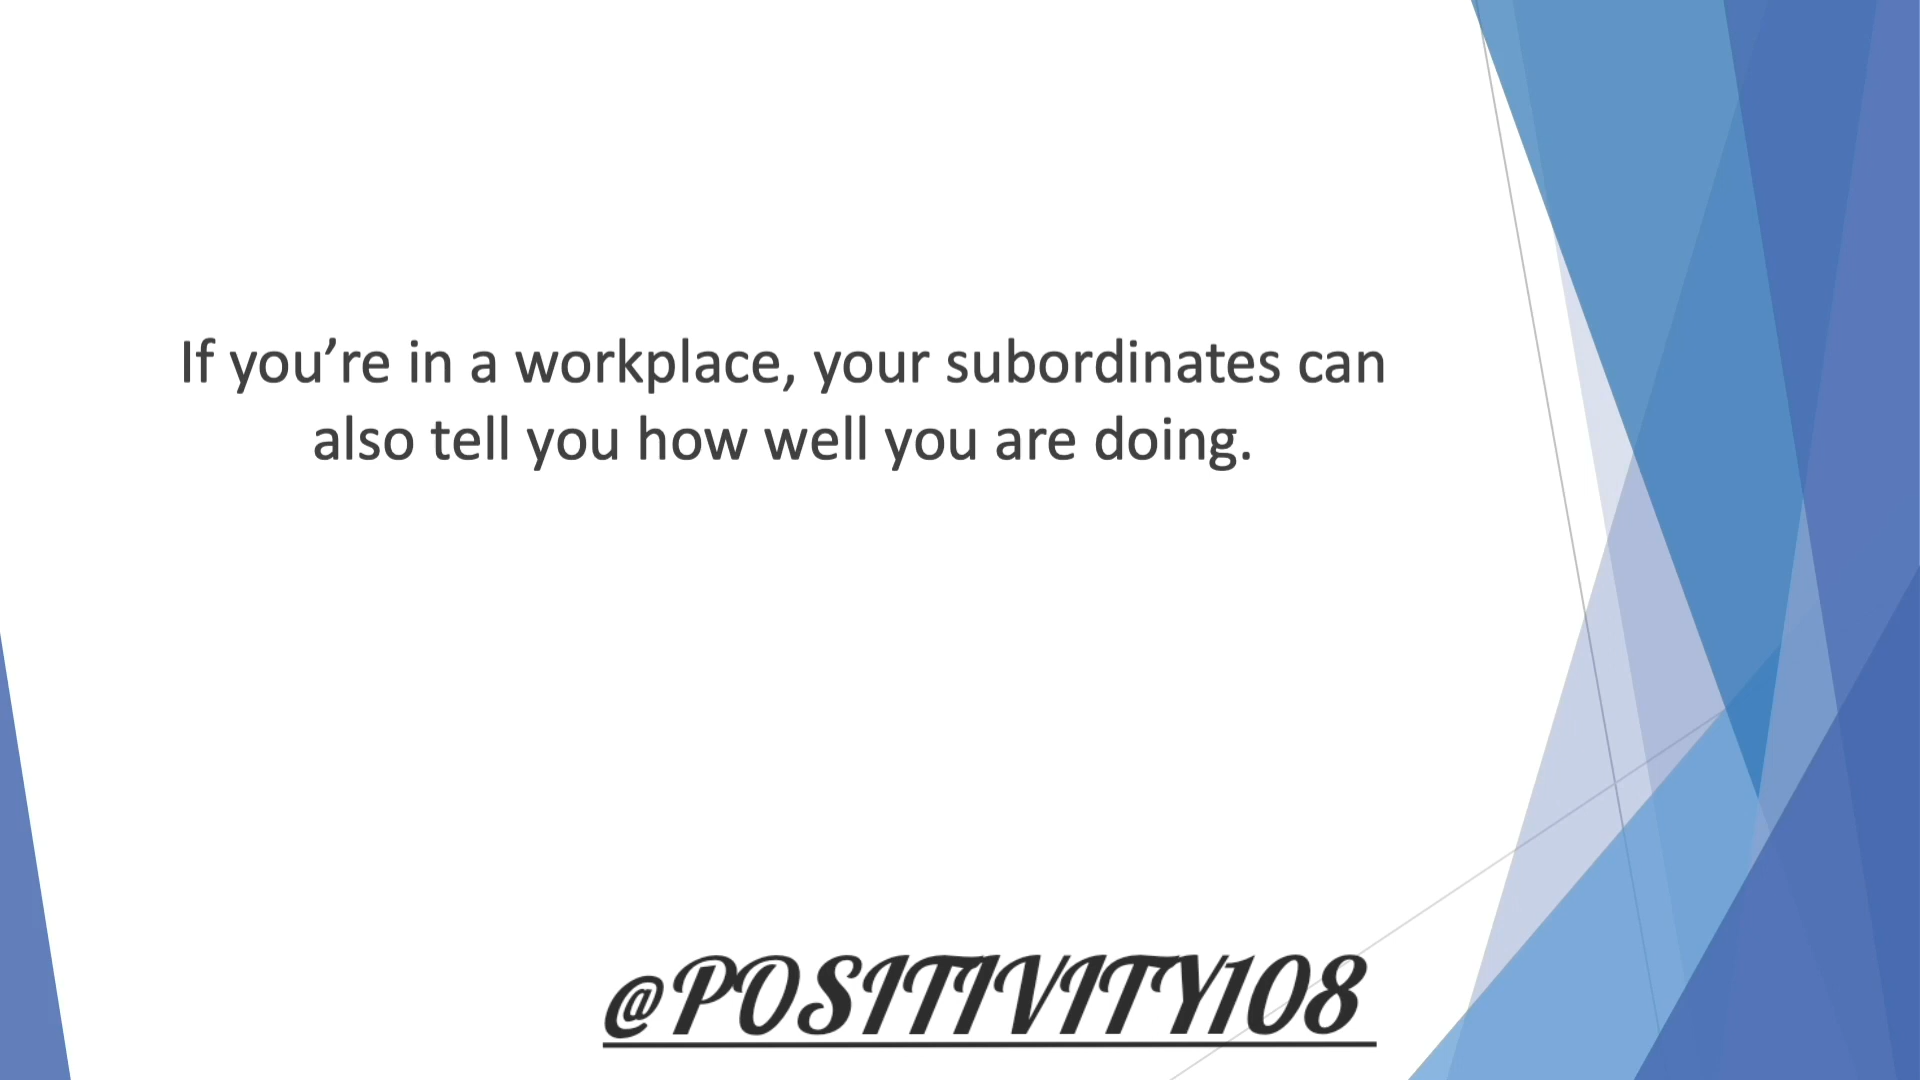 If you’re in a workplace, your subordinates can
also tell you how well you are doing.
@POSITIVITY108